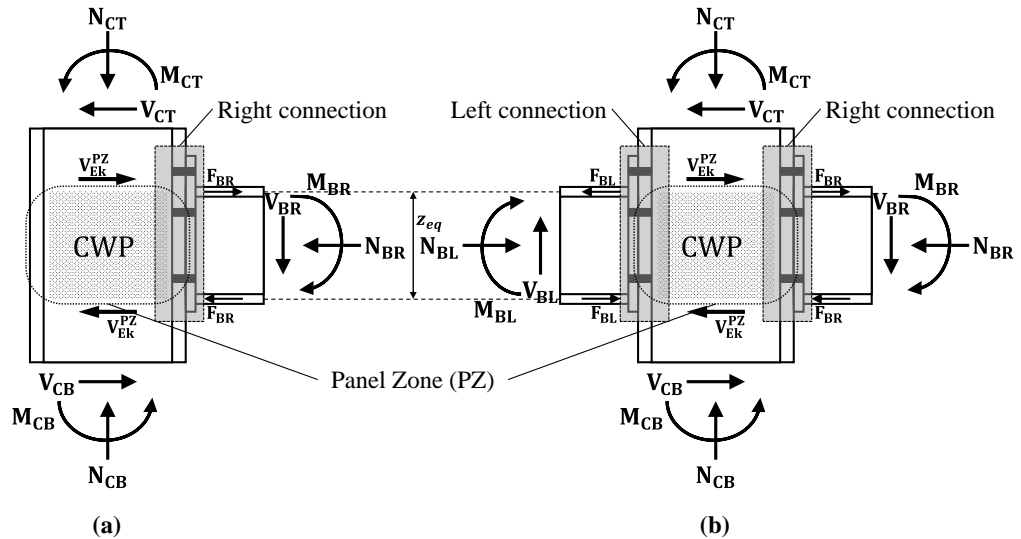 N_CT
M_CT
V_CT
Right connection
V_Ek^PZ
F_BR
M_BR
V_BR
CWP
N_BR
F_BR
V_Ek^PZ
V_CB
M_CB
N_CB
(a)
z_eq
Panel Zone (PZ)
N_CT
M_CT
V_CT
Left connection
Right connection
V_Ek^PZ
F_BL
F_BR
M_BR
V_BR
N_BL
CWP
N_BR
V_BL
M_BL
F_BL
F_BR
V_Ek^PZ
V_CB
M_CB
N_CB
(b)